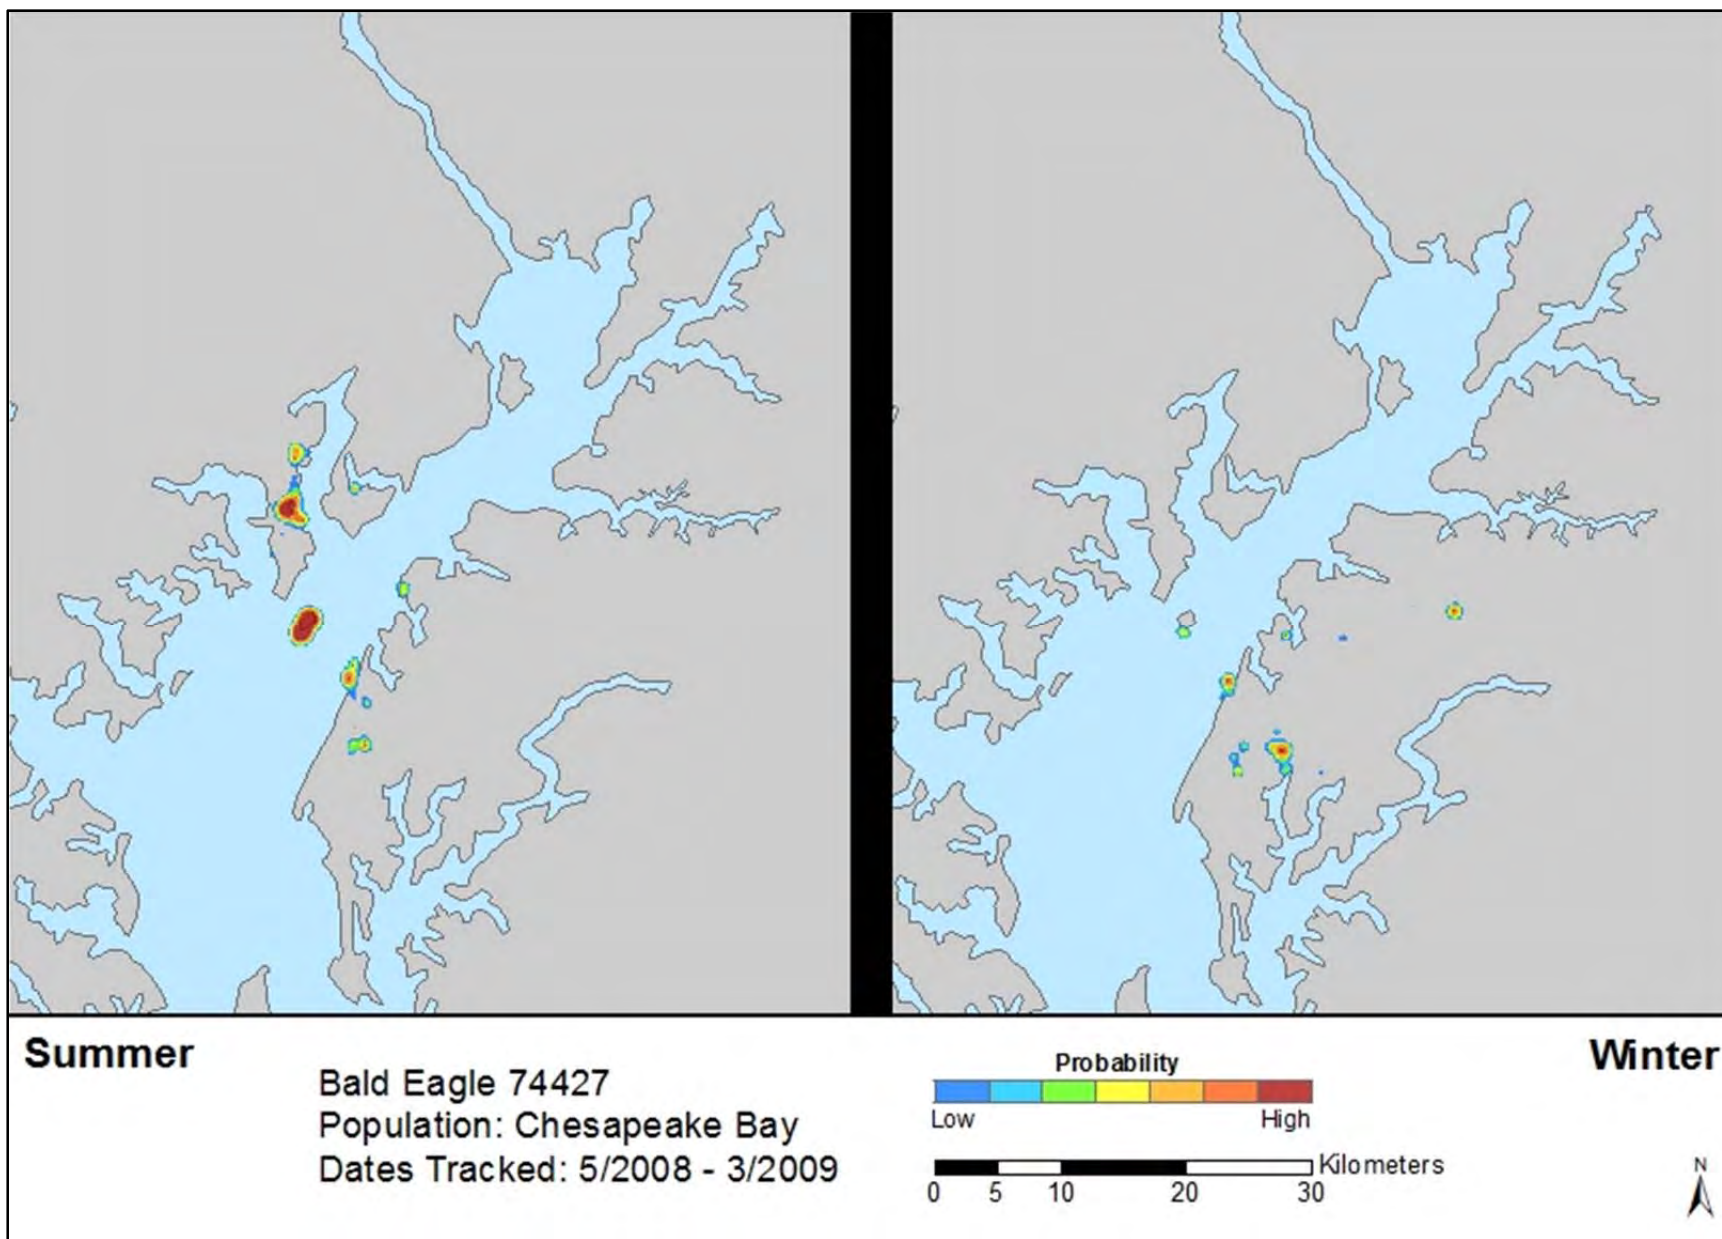 Summer
Winter
Bald Eagle 74427
Population: Chesapeake Bay
Dates Tracked: 5/2008 - 3/2009
Probability
Low High
Kilometers
0 5 10 20 30
N